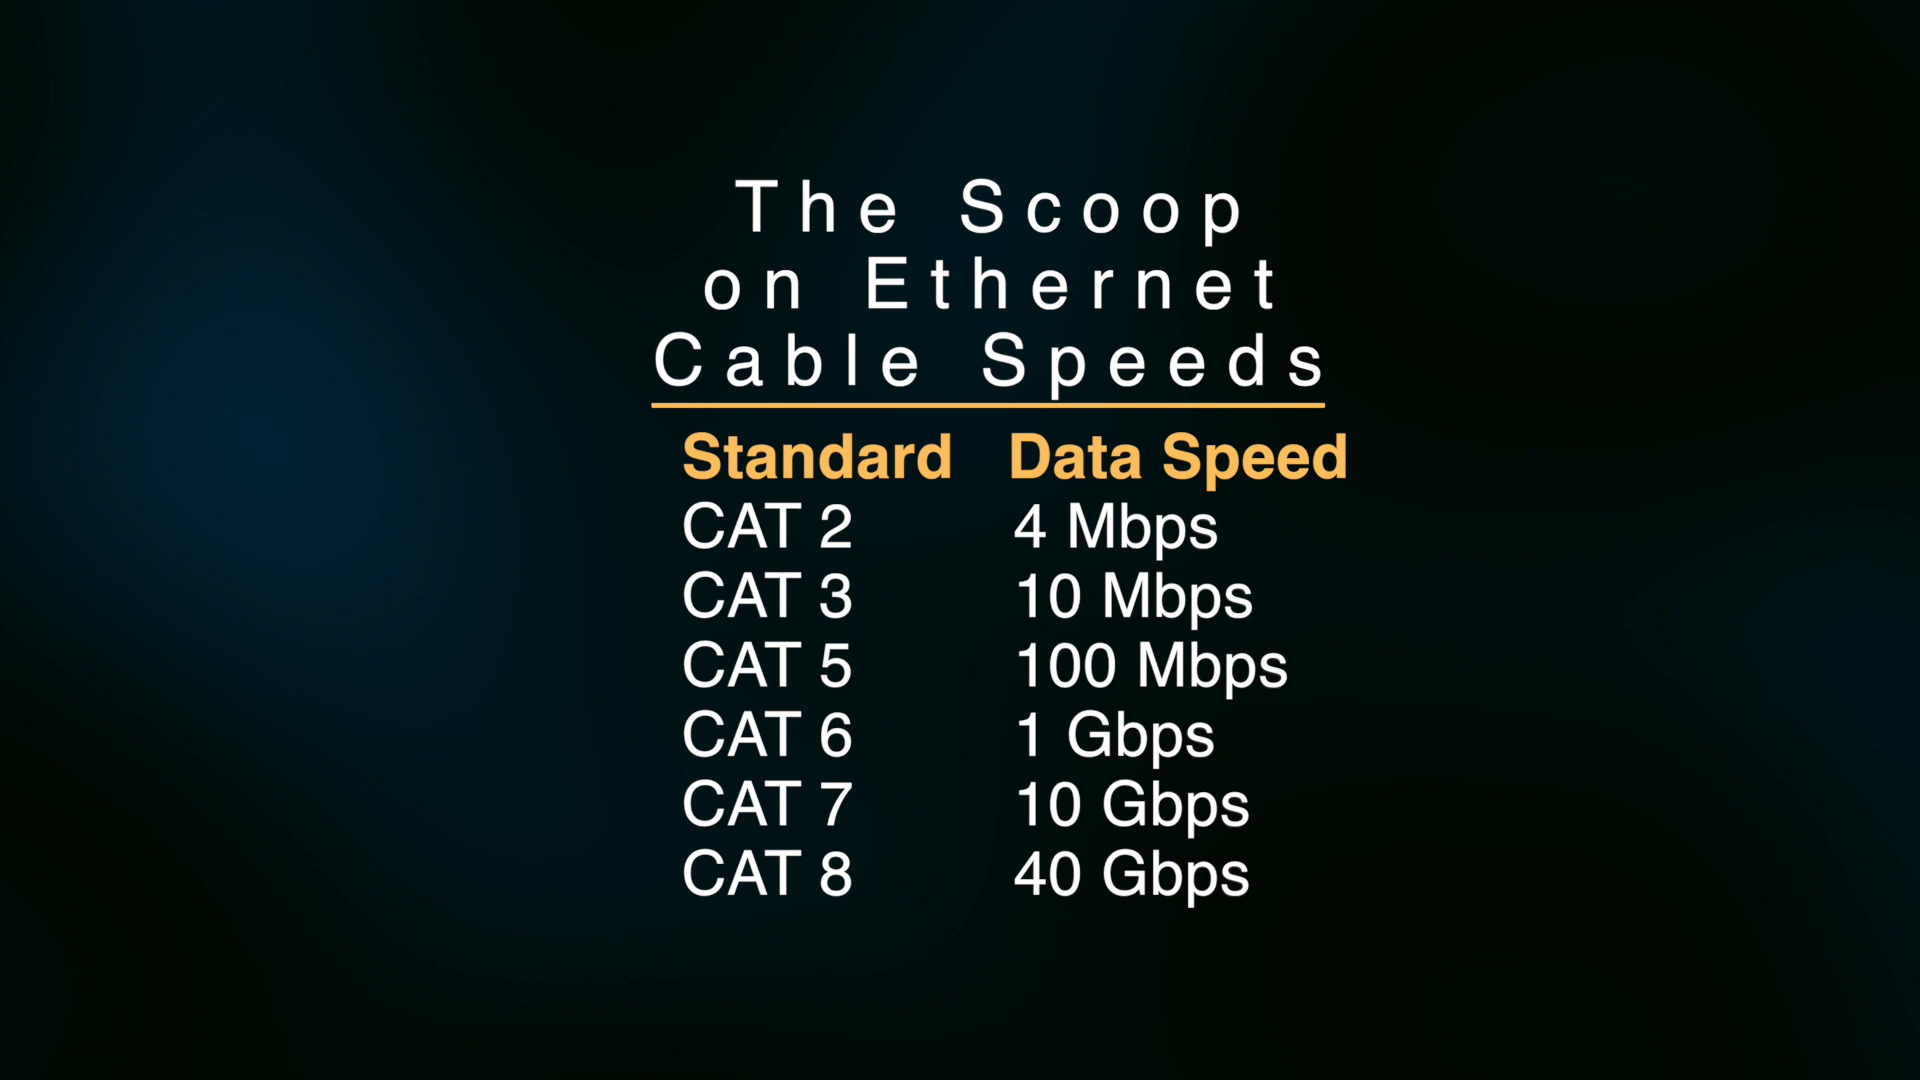 The Scoop
on Ethernet
Cable Speeds
Standard Data Speed
CAT 2 4 Mbps
CAT 3 10 Mbps
CAT 5 100 Mbps
CAT 6 1 Gbps
CAT 7 10 Gbps
CAT 8 40 Gbps